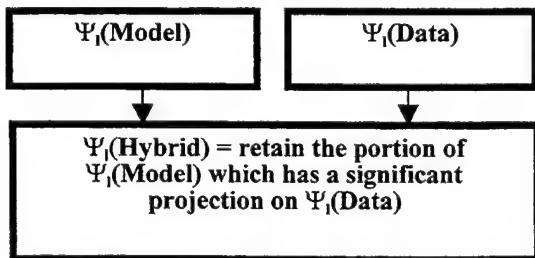 Ψ₁(Model)
Ψ₁(Data)
Ψ₁(Hybrid) = retain the portion of
Ψ₁(Model) which has a significant
projection on Ψ₁(Data)